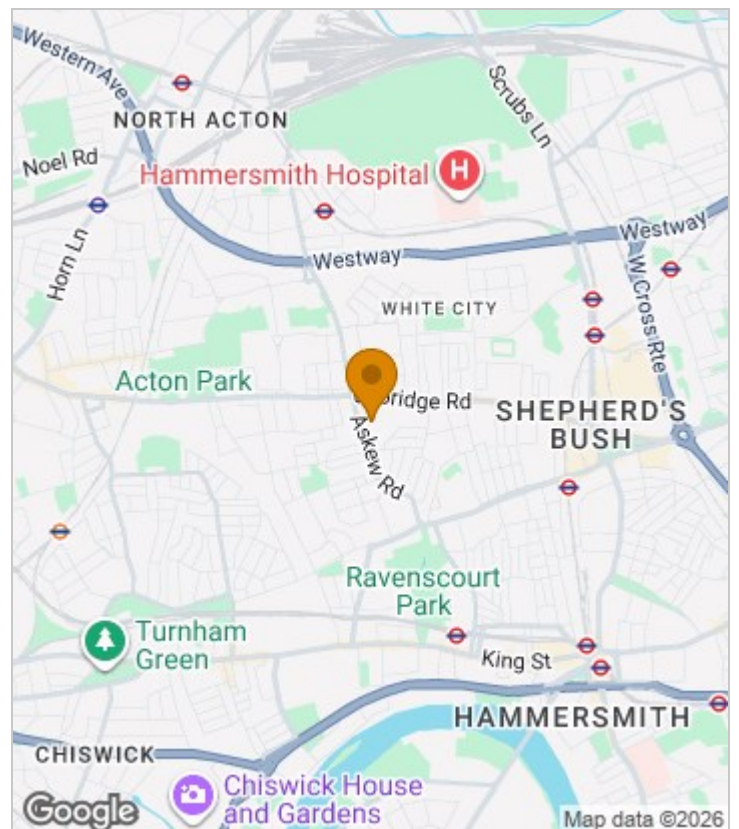 Western Ave
NORTH ACTON
Scrubs Ln
Noel Rd
Hammersmith Hospital
H
Horn Ln
Westway
Westway
W Cross Rte
WHITE CITY
Acton Park
bridge Rd
SHEPHERD'S
BUSH
Askew Rd
Ravenscourt
Park
Turnham
Green
King St
HAMMERSMITH
CHISWICK
Chiswick House
and Gardens
Google
Map data ©2026